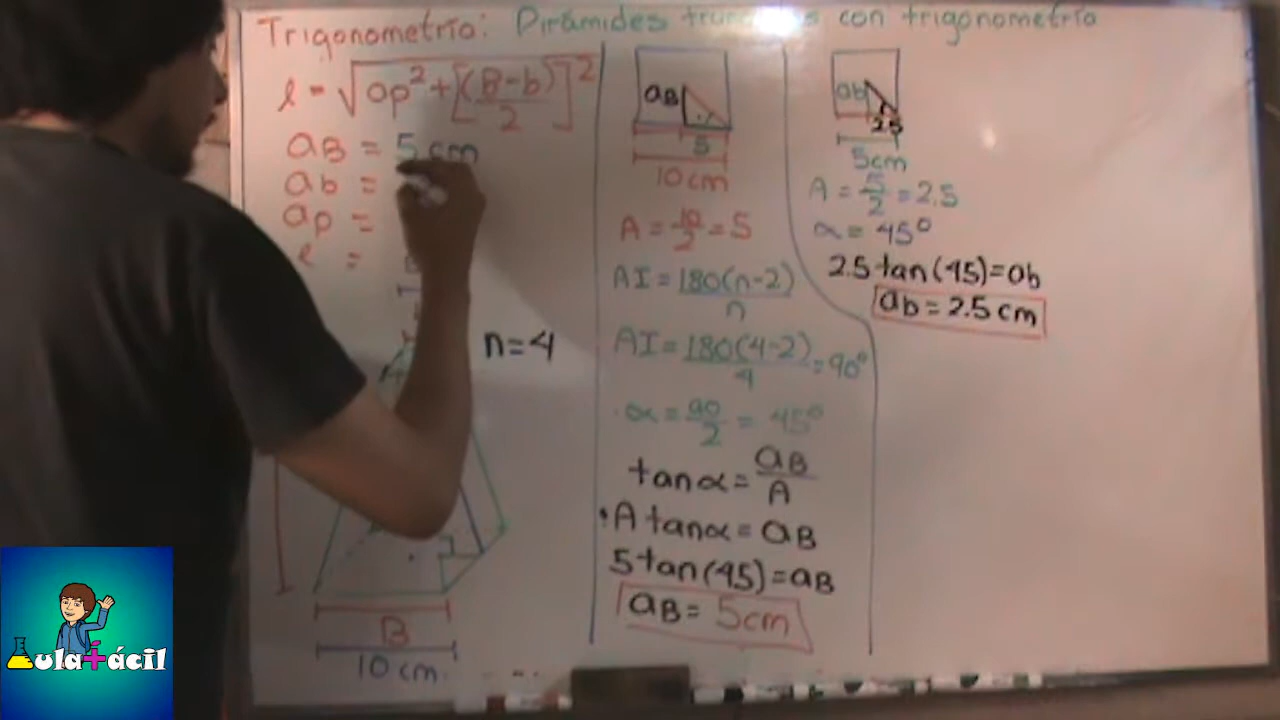 Trigonometría: Pirámides con trigonometría
l = √ap² + [(B-b)/2]²
aB = 5 cm
ab =
ap =
l =
n=4
B
10 cm.
aB
5
10 cm
A = 10/2 = 5
AI = 180(n-2)/n
AI = 180(4-2)/4 = 90°
α = 90/2 = 45°
tan α = aB/A
A tan α = aB
5 tan (45) = aB
aB = 5cm
ab
2.5
5cm
A = 5/2 = 2.5
α = 45°
2.5 tan (45) = ab
ab = 2.5 cm
Aula+ácil